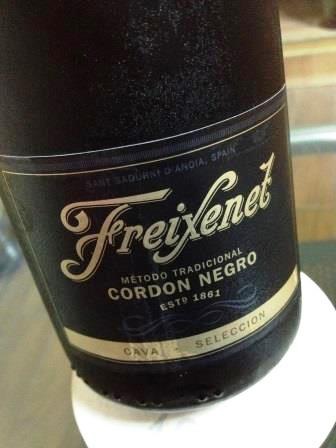 SANT SADURNÍ D'ANOIA, SPAIN
Freixenet
MÉTODO TRADICIONAL
CORDON NEGRO
ESTº 1861
CAVA - SELECCION